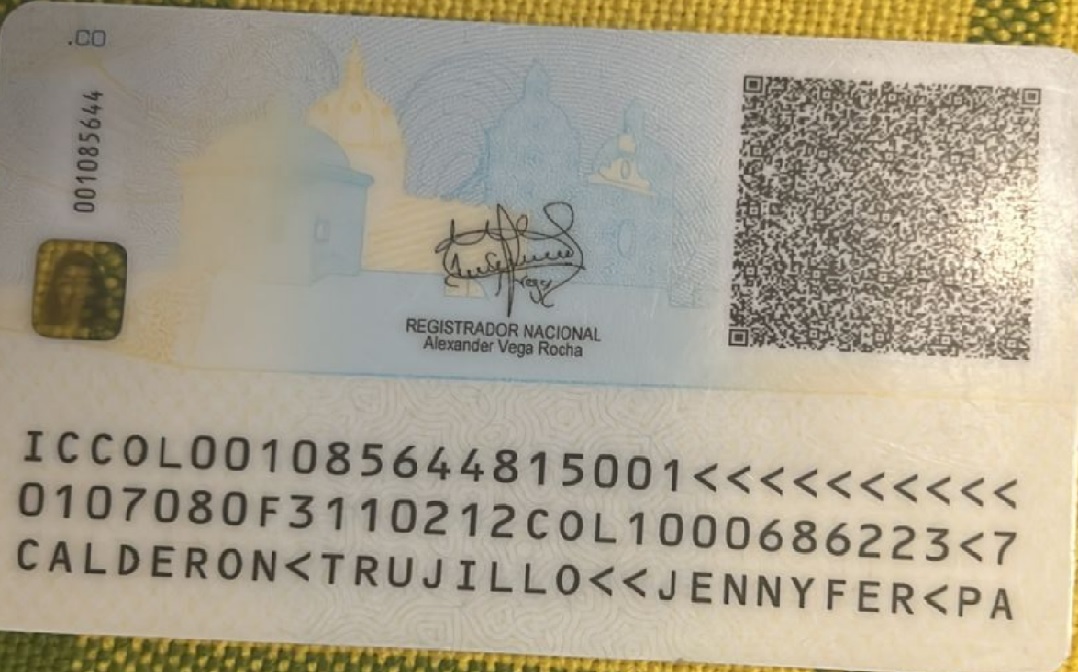 .CO
001085644
REGISTRADOR NACIONAL
Alexander Vega Rocha
ICCOL001085644815001<<<<<<<<<<
0107080F3110212COL1000686223<7
CALDERON<TRUJILLO<<JENNYFER<PA